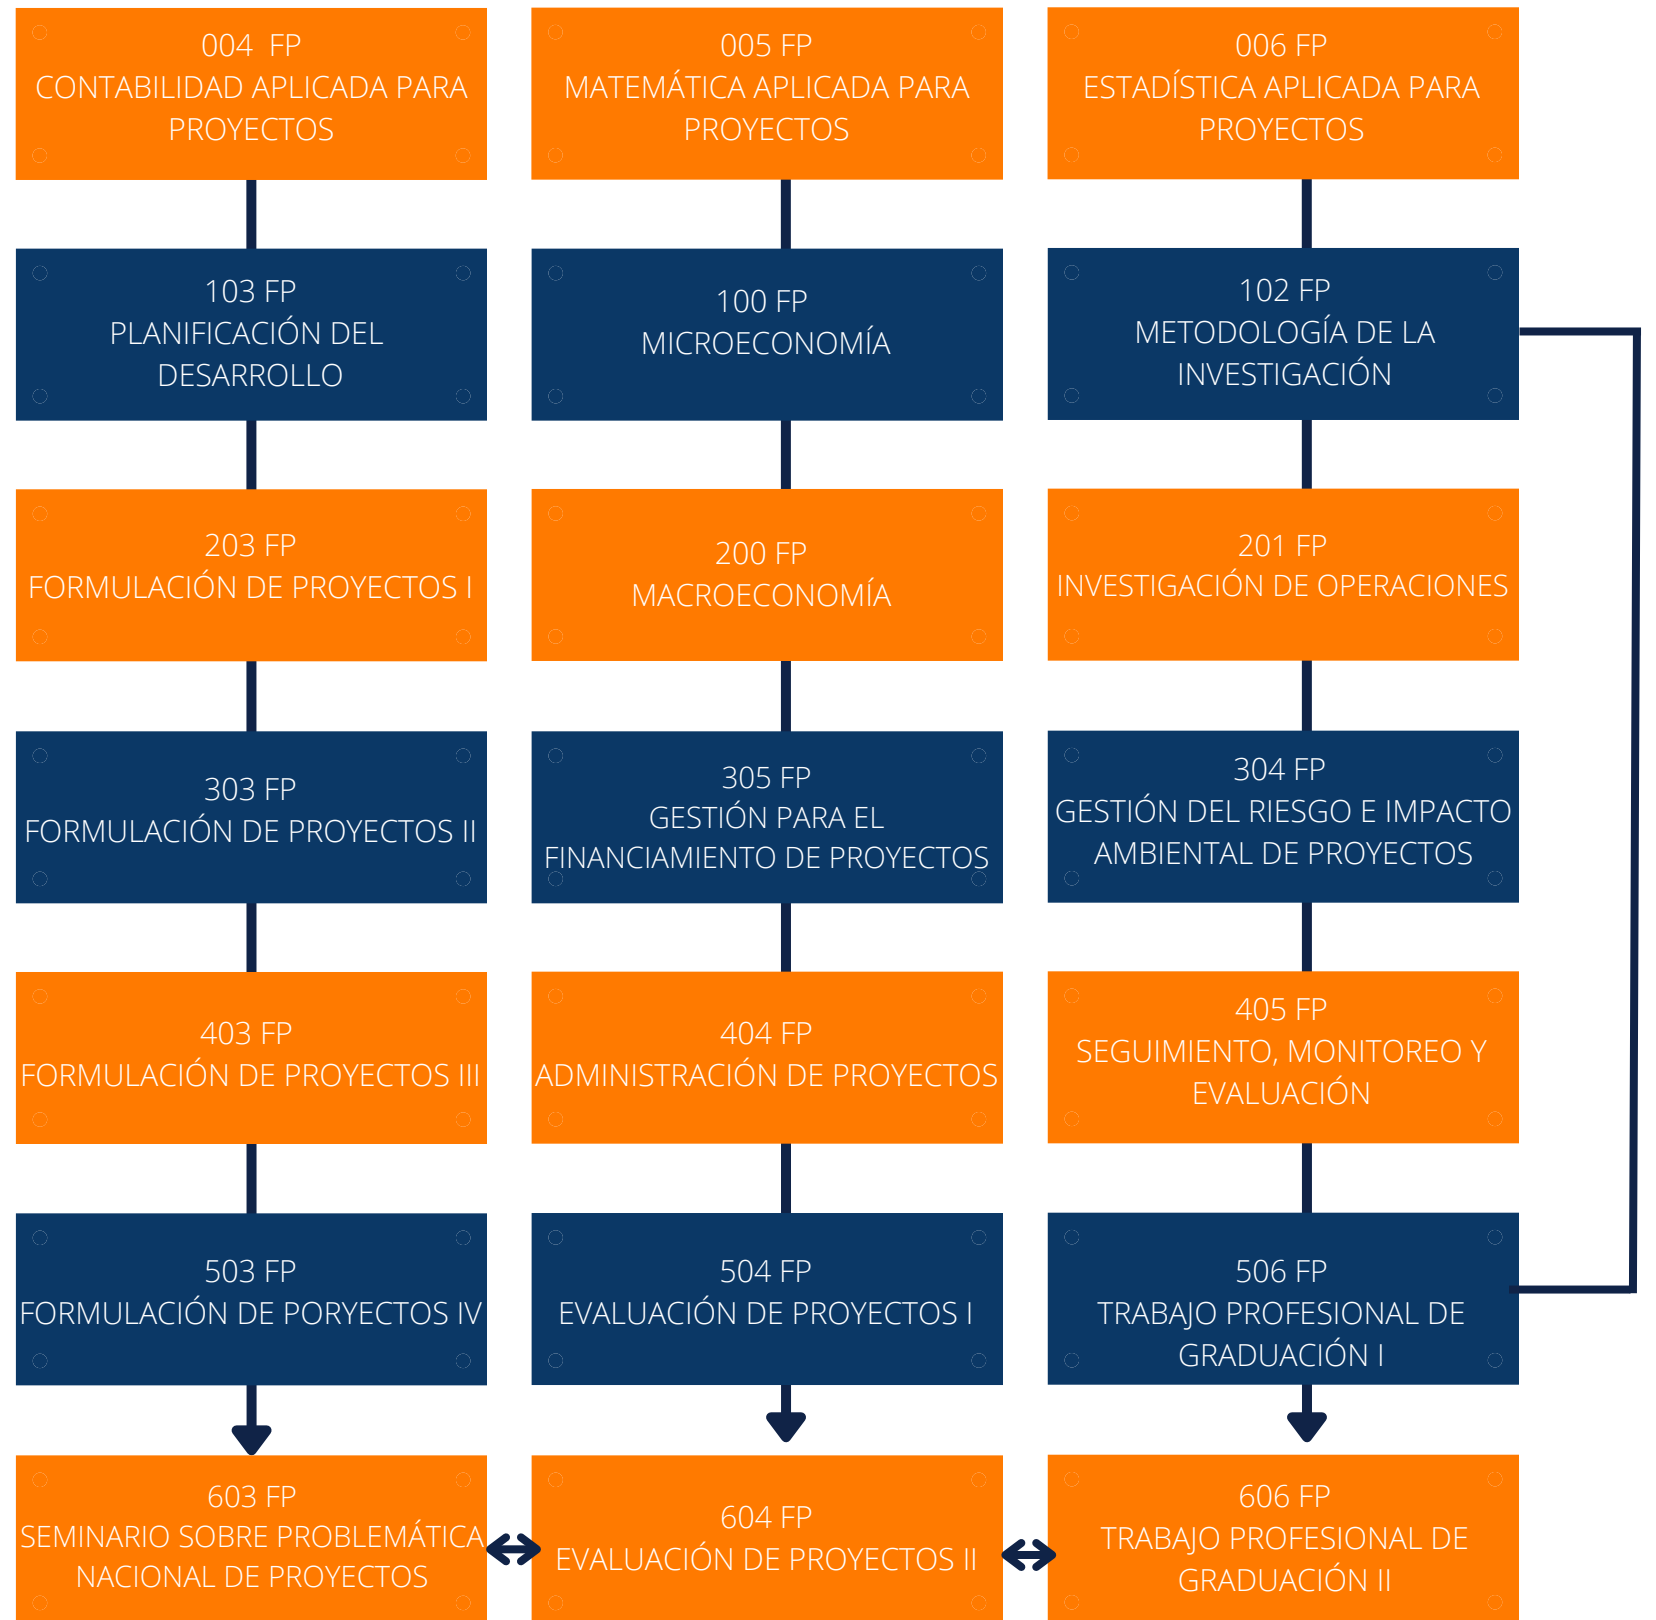 004  FP
CONTABILIDAD APLICADA PARA
PROYECTOS
005 FP
MATEMÁTICA APLICADA PARA
PROYECTOS
006 FP
ESTADÍSTICA APLICADA PARA
PROYECTOS
103 FP
PLANIFICACIÓN DEL
DESARROLLO
100 FP
MICROECONOMÍA
102 FP
METODOLOGÍA DE LA
INVESTIGACIÓN
203 FP
FORMULACIÓN DE PROYECTOS I
200 FP
MACROECONOMÍA
201 FP
INVESTIGACIÓN DE OPERACIONES
303 FP
FORMULACIÓN DE PROYECTOS II
305 FP
GESTIÓN PARA EL
FINANCIAMIENTO DE PROYECTOS
304 FP
GESTIÓN DEL RIESGO E IMPACTO
AMBIENTAL DE PROYECTOS
403 FP
FORMULACIÓN DE PROYECTOS III
404 FP
ADMINISTRACIÓN DE PROYECTOS
405 FP
SEGUIMIENTO, MONITOREO Y
EVALUACIÓN
503 FP
FORMULACIÓN DE PORYECTOS IV
504 FP
EVALUACIÓN DE PROYECTOS I
506 FP
TRABAJO PROFESIONAL DE
GRADUACIÓN I
603 FP
SEMINARIO SOBRE PROBLEMÁTICA
NACIONAL DE PROYECTOS
604 FP
EVALUACIÓN DE PROYECTOS II
606 FP
TRABAJO PROFESIONAL DE
GRADUACIÓN II